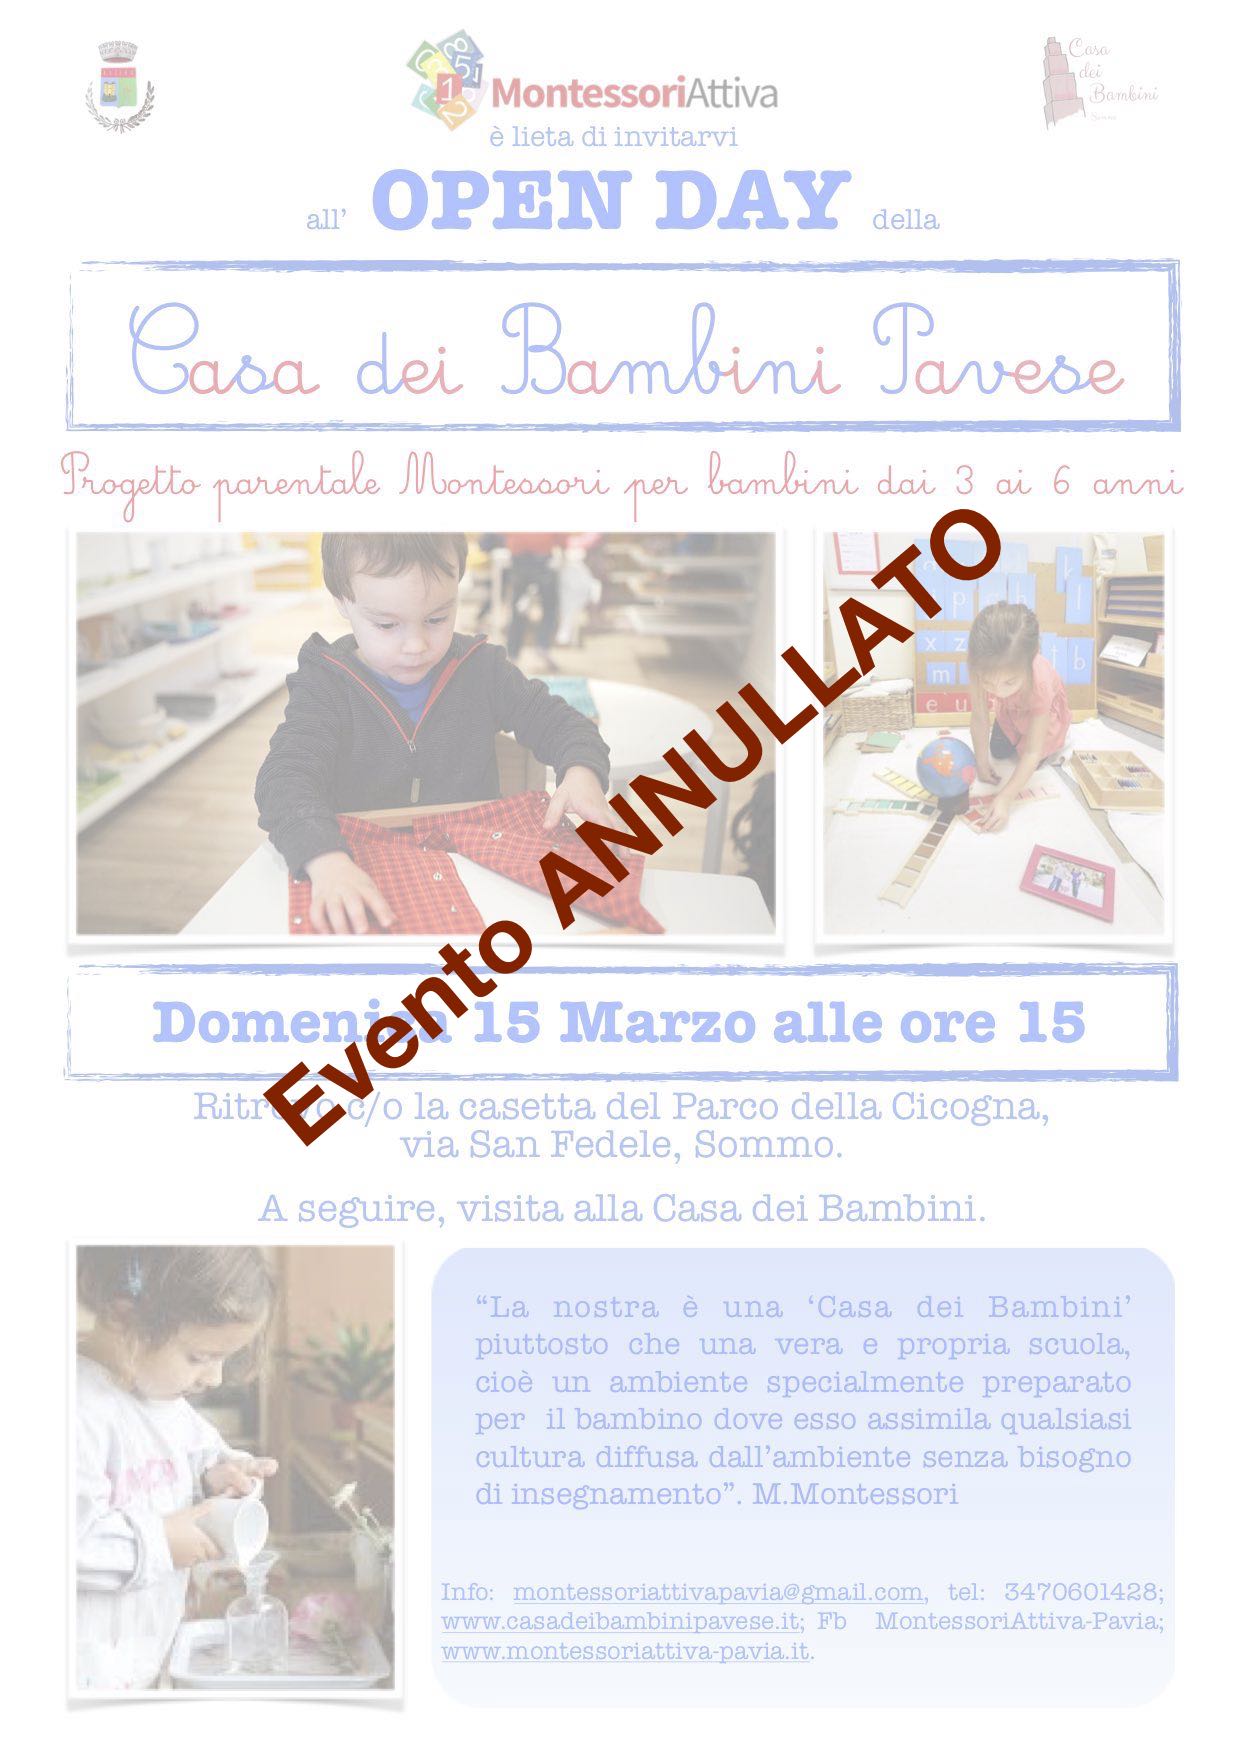 MontessoriAttiva
Casa
dei
Bambini
Sommo
è lieta di invitarvi
all' OPEN DAY della
Casa dei Bambini Pavese
Progetto parentale Montessori per bambini dai 3 ai 6 anni
Evento ANNULLATO
Domenica 15 Marzo alle ore 15
Ritrovo c/o la casetta del Parco della Cicogna,
via San Fedele, Sommo.
A seguire, visita alla Casa dei Bambini.
“La nostra è una ‘Casa dei Bambini’
piuttosto che una vera e propria scuola,
cioè un ambiente specialmente preparato
per il bambino dove esso assimila qualsiasi
cultura diffusa dall’ambiente senza bisogno
di insegnamento”. M.Montessori
Info: montessoriattivapavia@gmail.com, tel: 3470601428;
www.casadeibambinipavese.it; Fb MontessoriAttiva-Pavia;
www.montessoriattiva-pavia.it.